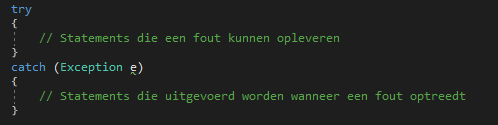 try
{
// Statements die een fout kunnen opleveren
}
catch (Exception e)
{
// Statements die uitgevoerd worden wanneer een fout optreedt
}